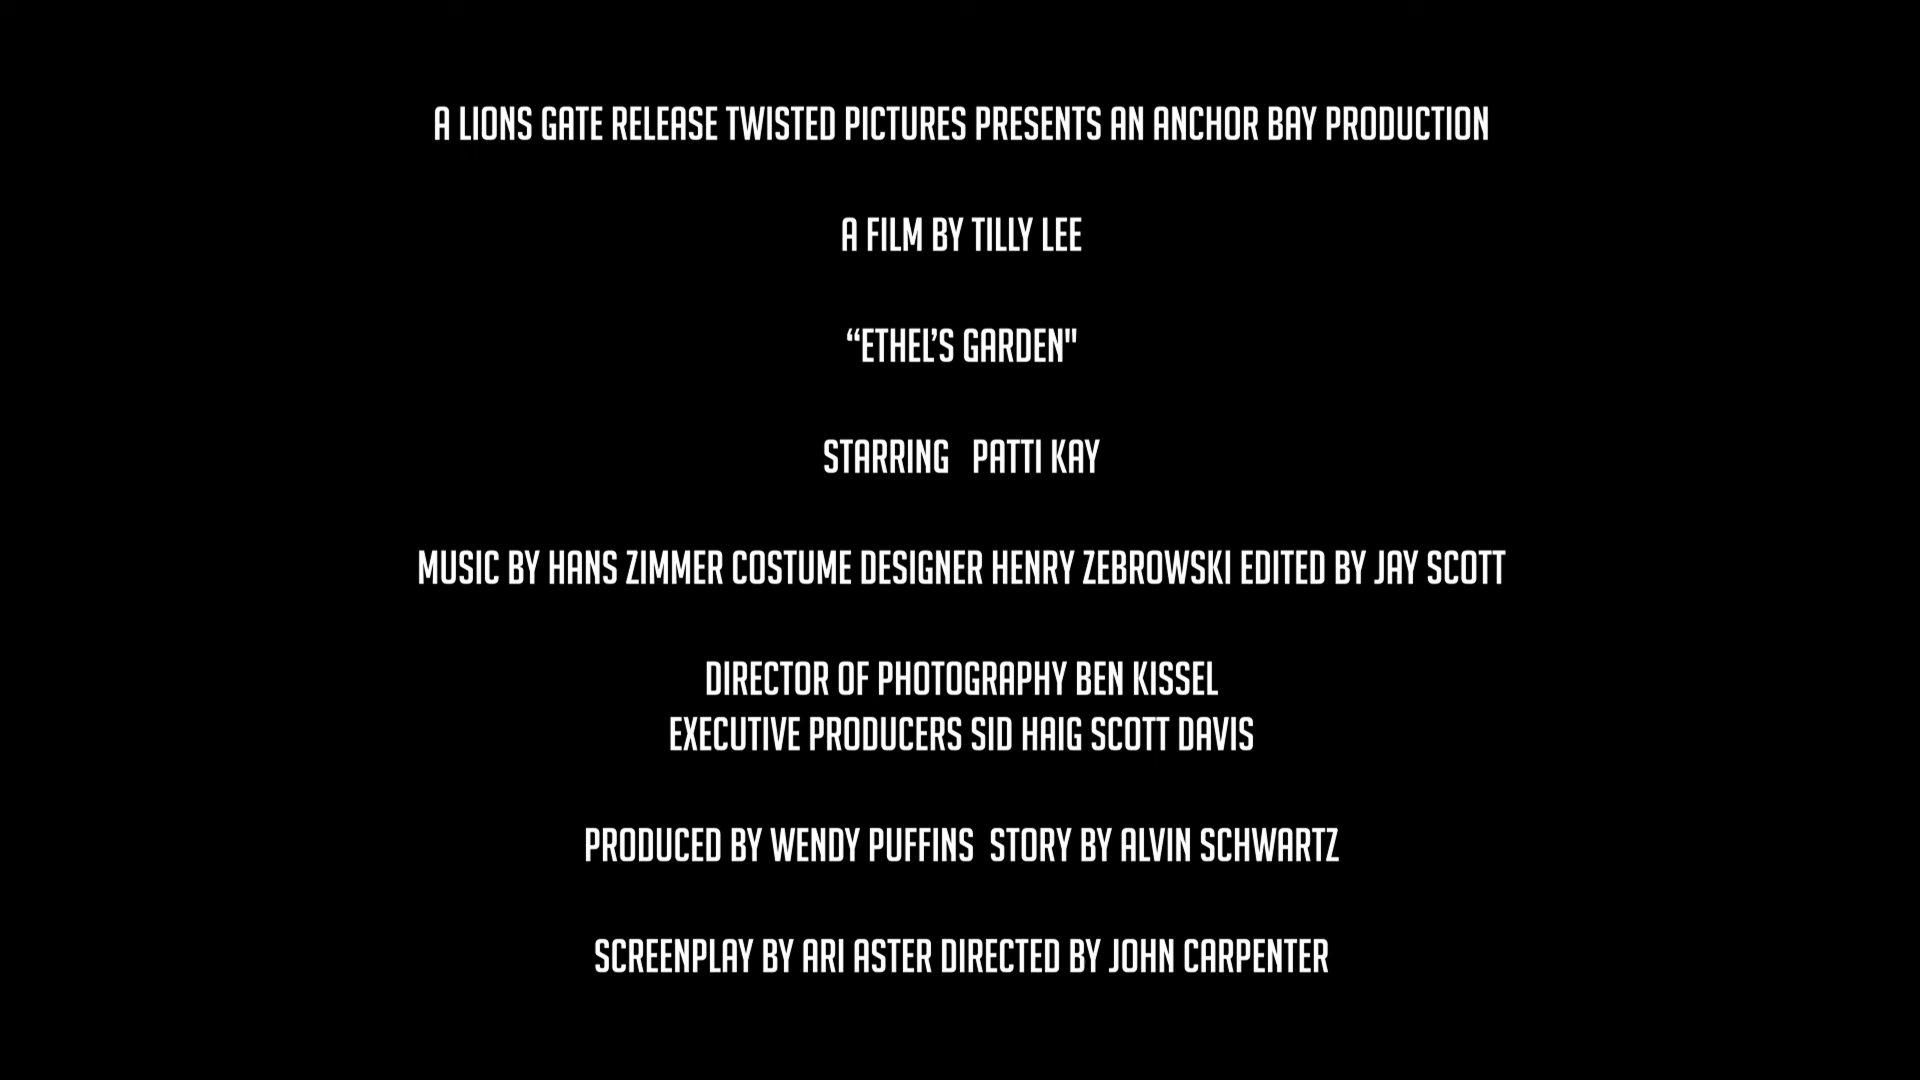 A LIONS GATE RELEASE TWISTED PICTURES PRESENTS AN ANCHOR BAY PRODUCTION
A FILM BY TILLY LEE
“ETHEL’S GARDEN"
STARRING   PATTI KAY
MUSIC BY HANS ZIMMER COSTUME DESIGNER HENRY ZEBROWSKI EDITED BY JAY SCOTT
DIRECTOR OF PHOTOGRAPHY BEN KISSEL
EXECUTIVE PRODUCERS SID HAIG SCOTT DAVIS
PRODUCED BY WENDY PUFFINS  STORY BY ALVIN SCHWARTZ
SCREENPLAY BY ARI ASTER DIRECTED BY JOHN CARPENTER